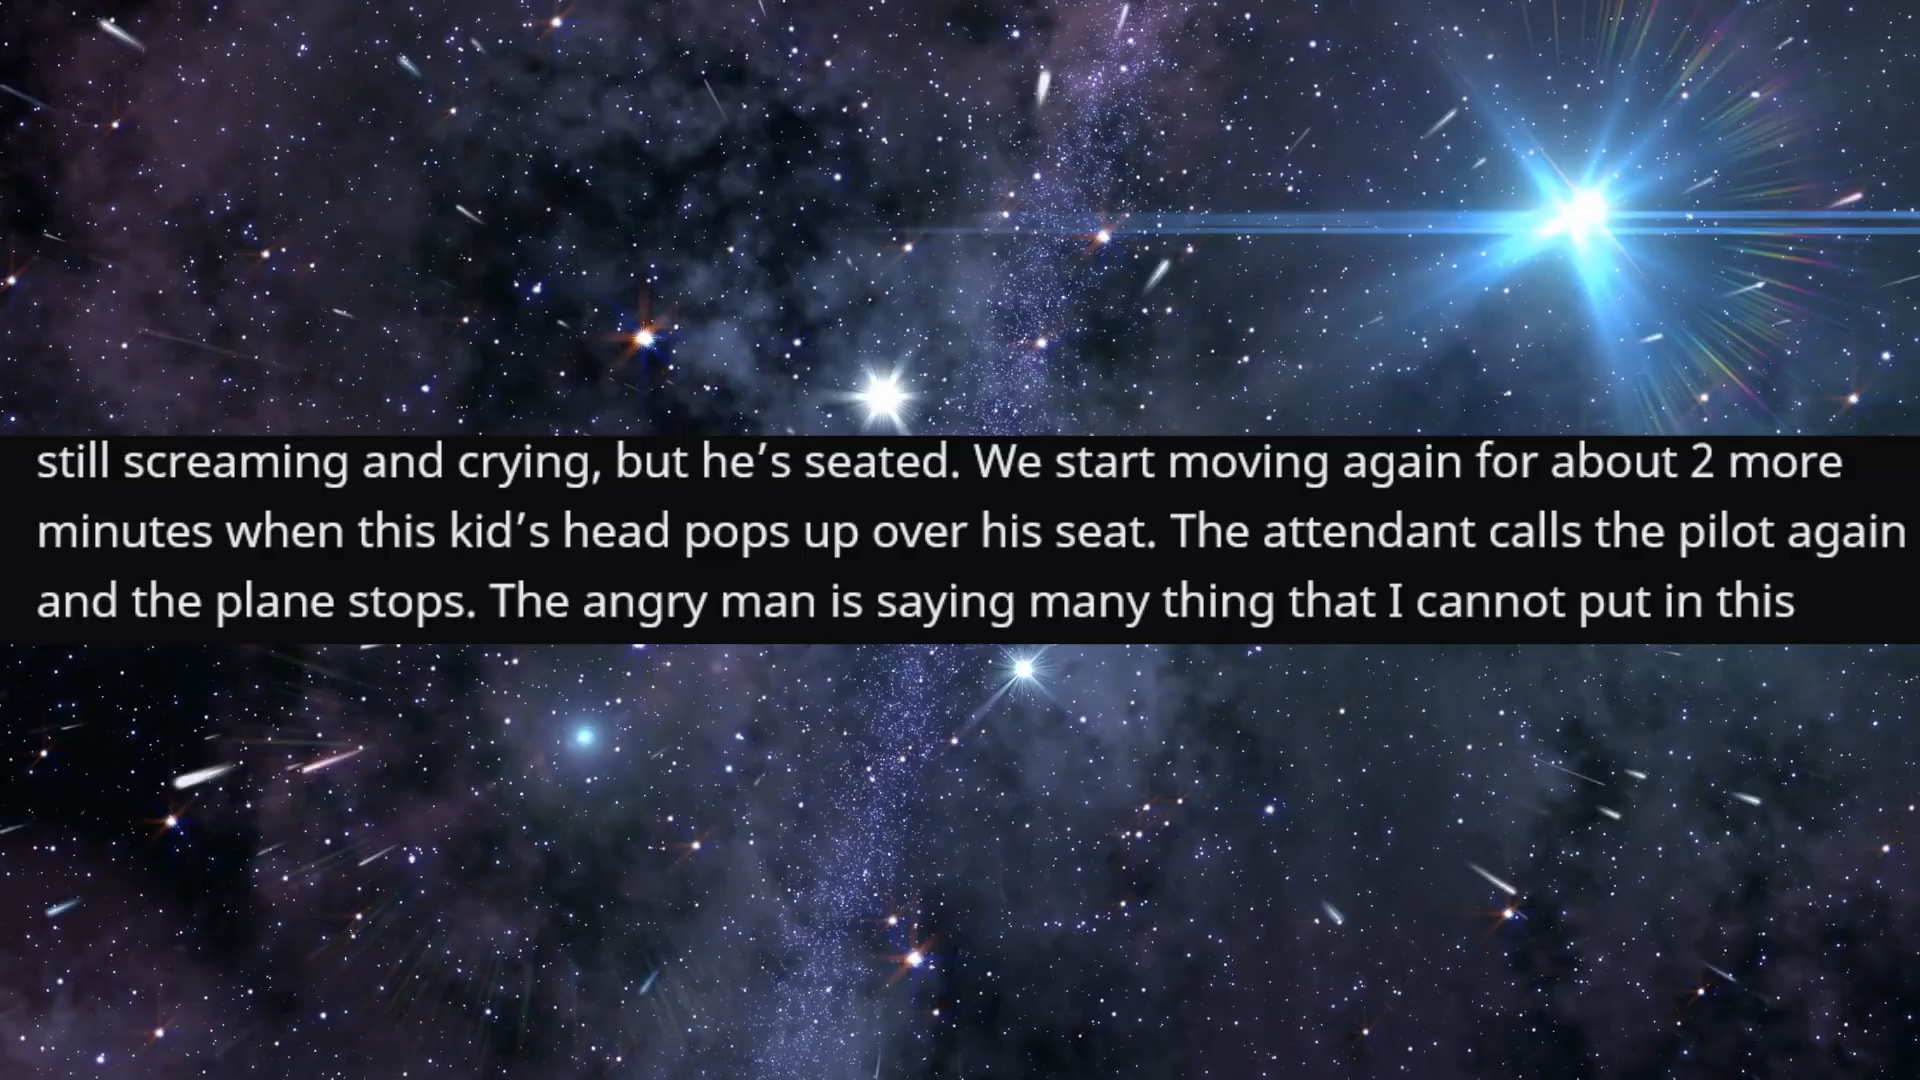 still screaming and crying, but he’s seated. We start moving again for about 2 more
minutes when this kid’s head pops up over his seat. The attendant calls the pilot again
and the plane stops. The angry man is saying many thing that I cannot put in this